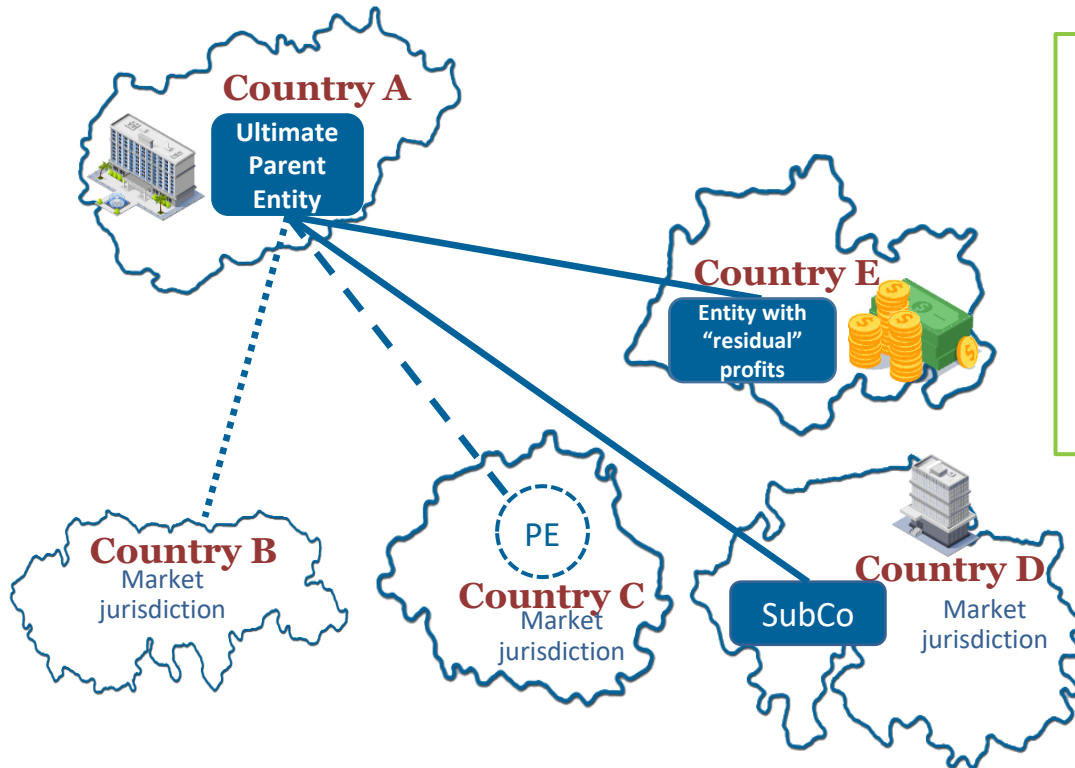 Country A
Ultimate
Parent
Entity
Country E
Entity with
“residual”
profits
Country B
Market
jurisdiction
PE
Country C
Market
jurisdiction
Country D
SubCo
Market
jurisdiction